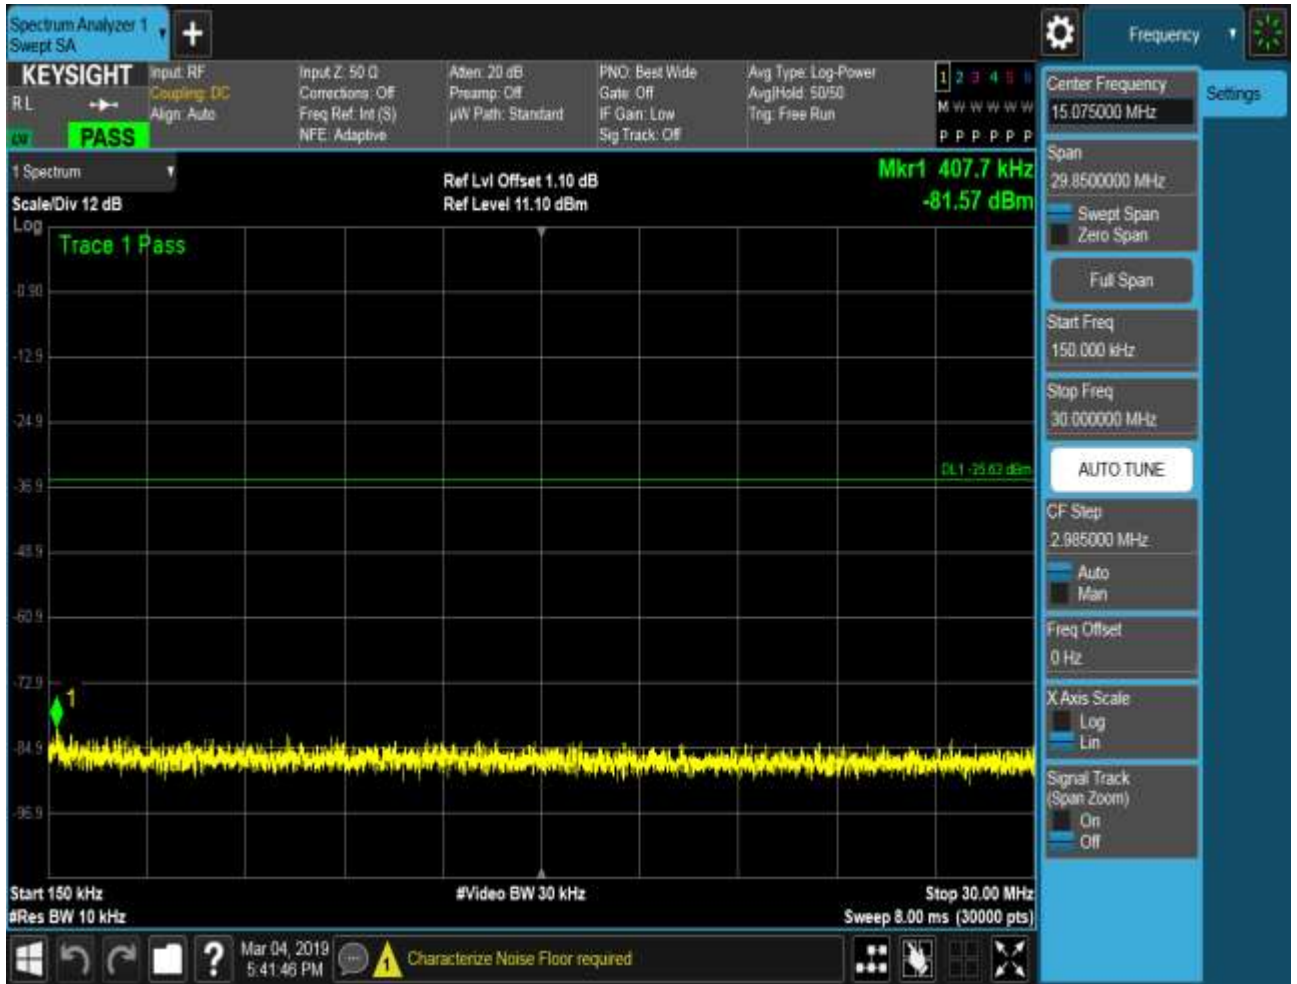 Spectrum Analyzer 1
Swept SA
+
Frequency
KEYSIGHT
R L
PASS
Input: RF
Coupling: DC
Align: Auto
Input Z: 50 Ω
Corrections: Off
Freq Ref: Int (S)
NFE: Adaptive
Atten: 20 dB
Preamp: Off
µW Path: Standard
PNO: Best Wide
Gate: Off
IF Gain: Low
Sig Track: Off
Avg Type: Log-Power
Avg|Hold: 50/50
Trig: Free Run
1 2 3 4 5 6
M W W W W W
P P P P P P
1 Spectrum
Scale/Div 12 dB
Log
Ref Lvl Offset 1.10 dB
Ref Level 11.10 dBm
Mkr1 407.7 kHz
-81.57 dBm
Trace 1 Pass
-0.90
-12.9
-24.9
-36.9
-48.9
-60.9
-72.9
-84.9
-96.9
DL1 -35.63 dBm
1
Start 150 kHz
#Res BW 10 kHz
#Video BW 30 kHz
Stop 30.00 MHz
Sweep 8.00 ms (30000 pts)
Center Frequency
15.075000 MHz
Settings
Span
29.8500000 MHz
Swept Span
Zero Span
Full Span
Start Freq
150.000 kHz
Stop Freq
30.000000 MHz
AUTO TUNE
CF Step
2.985000 MHz
Auto
Man
Freq Offset
0 Hz
X Axis Scale
Log
Lin
Signal Track
(Span Zoom)
On
Off
?
Mar 04, 2019
5:41:46 PM
1
Characterize Noise Floor required